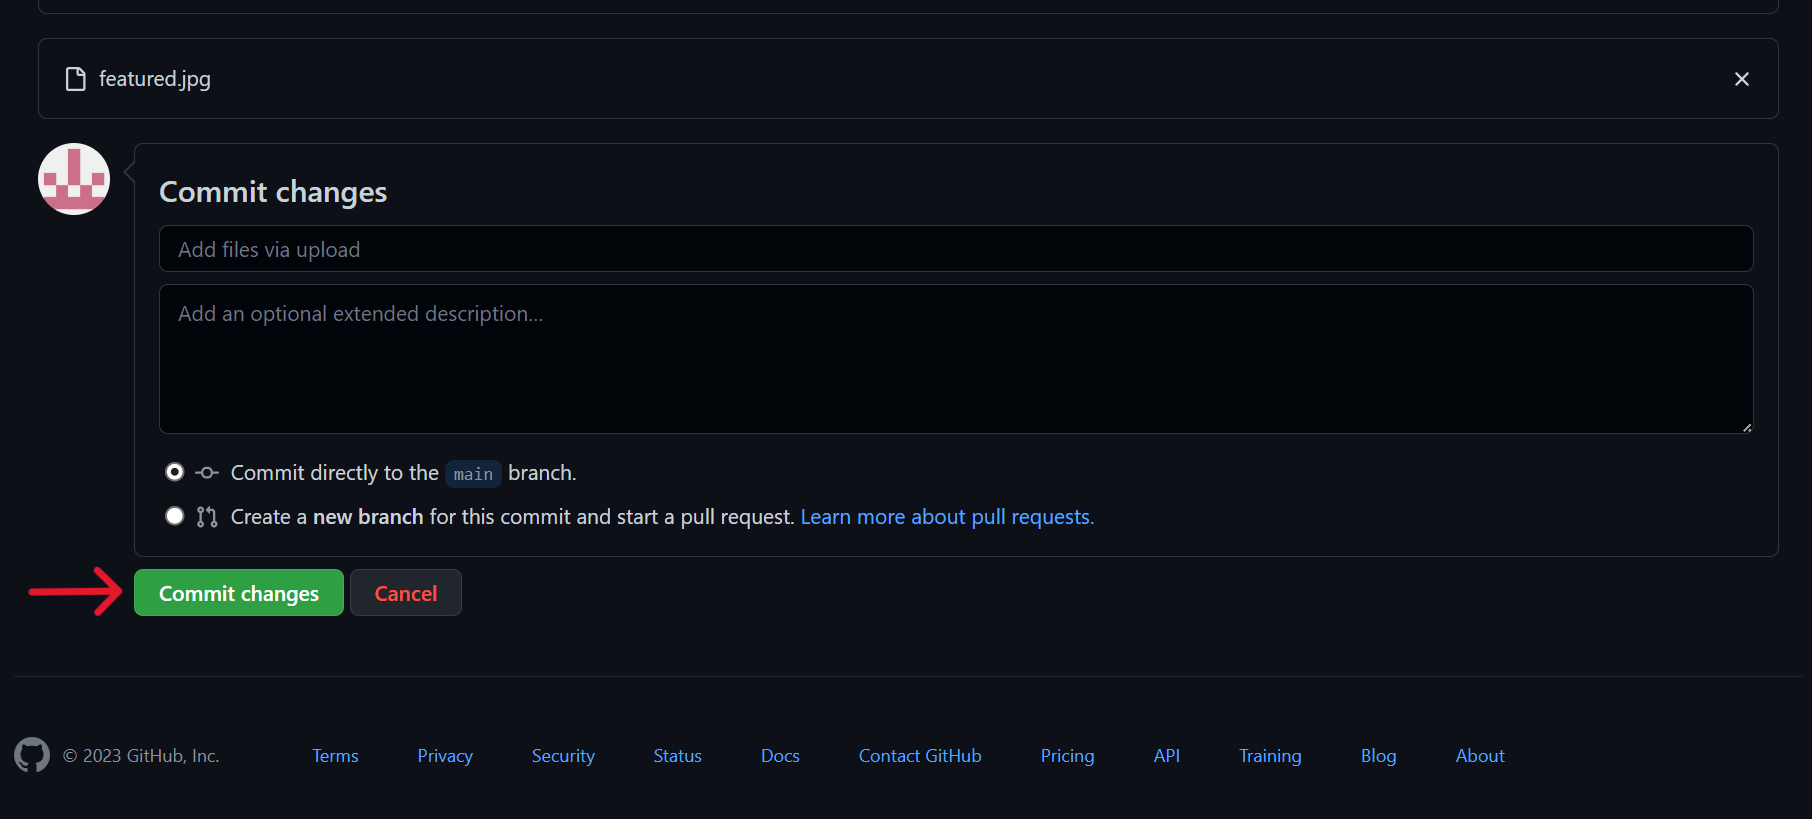 featured.jpg
Commit changes
Add files via upload
Add an optional extended description...
Commit directly to the main branch.
Create a new branch for this commit and start a pull request. Learn more about pull requests.
Commit changes Cancel
© 2023 GitHub, Inc. Terms Privacy Security Status Docs Contact GitHub Pricing API Training Blog About